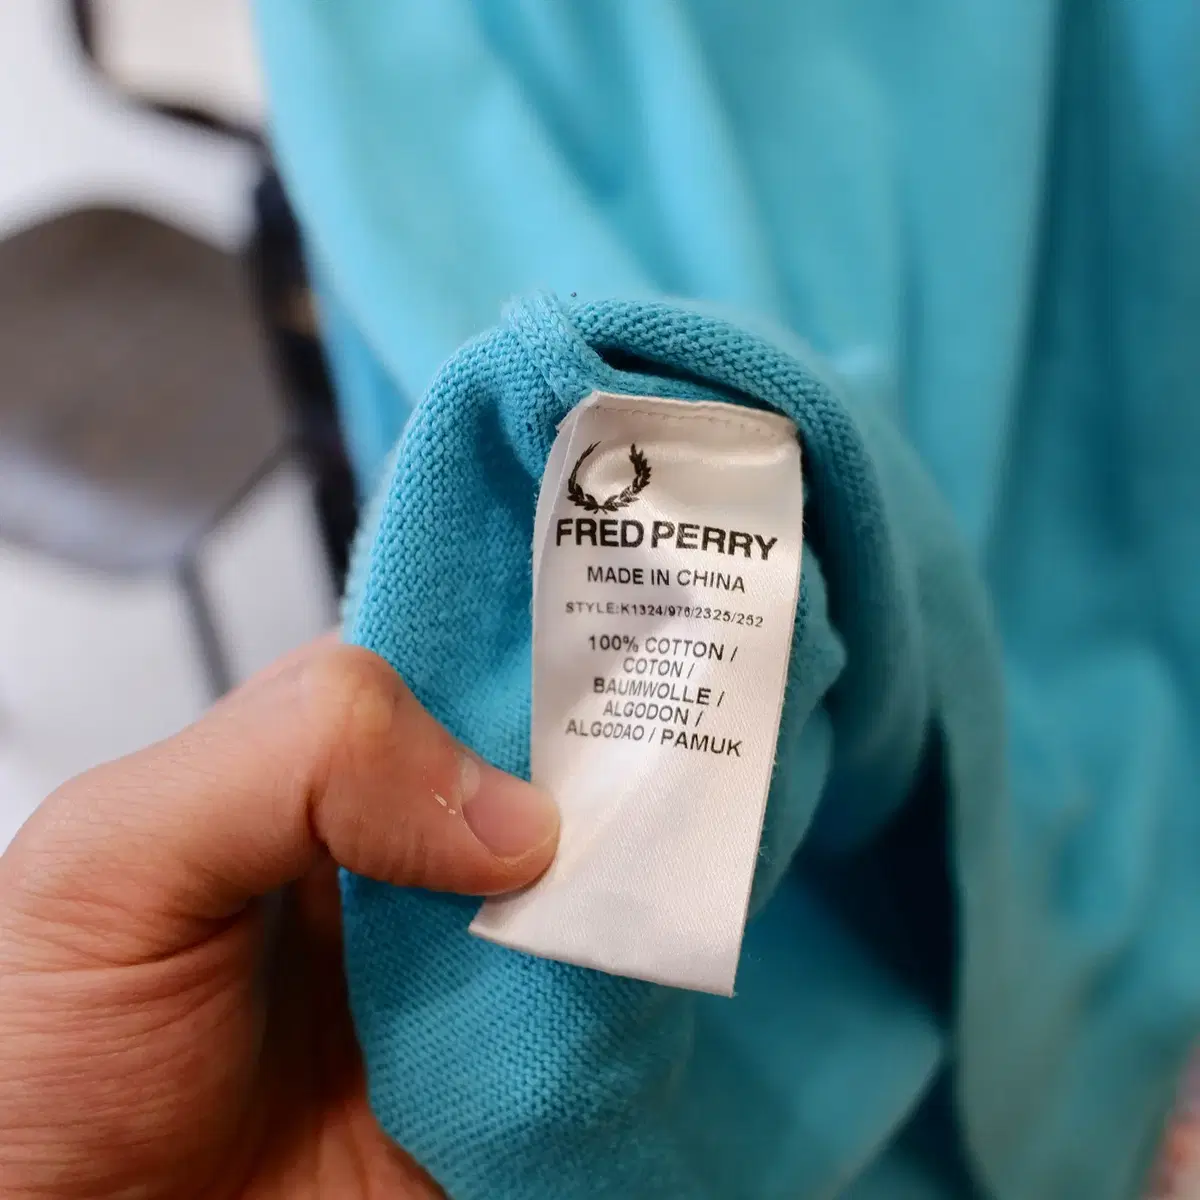 FRED PERRY
MADE IN CHINA
STYLE:K1324/976/2325/252
100% COTTON /
COTON /
BAUMWOLLE /
ALGODON /
ALGODAO / PAMUK